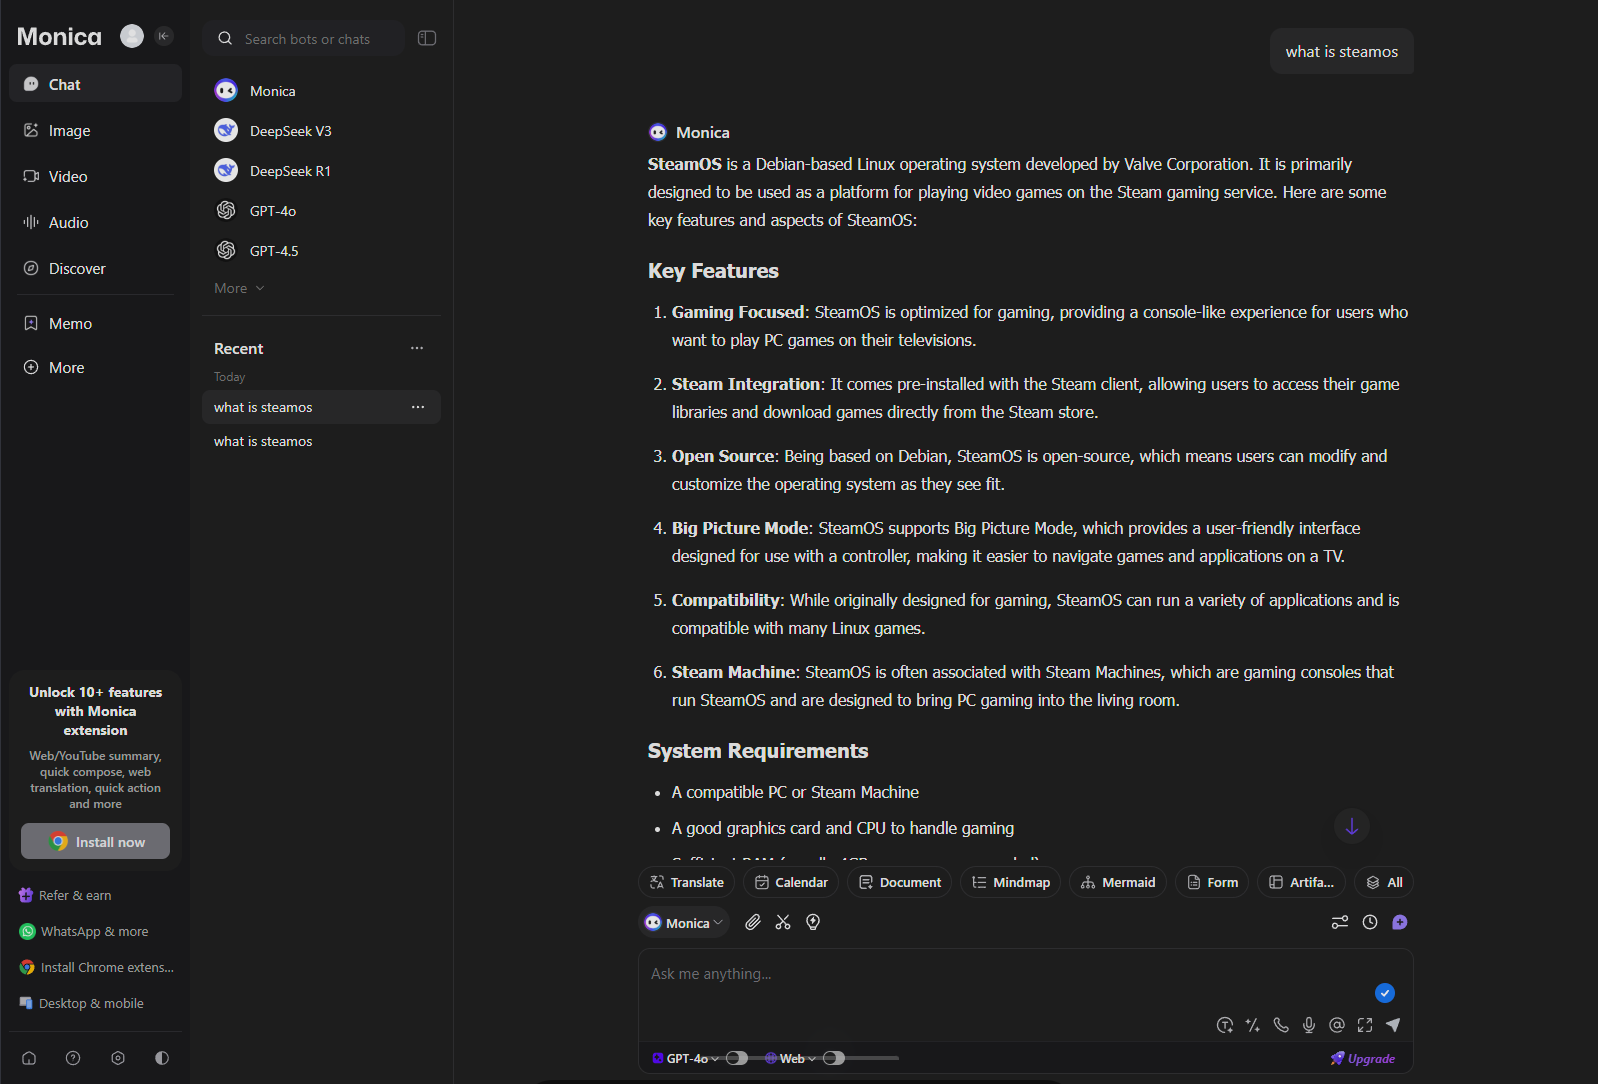 Monica
Chat
Image
Video
Audio
Discover
Memo
More
Unlock 10+ features
with Monica
extension
Web/YouTube summary,
quick compose, web
translation, quick action
and more
Install now
Refer & earn
WhatsApp & more
Install Chrome extens...
Desktop & mobile
Search bots or chats
Monica
DeepSeek V3
DeepSeek R1
GPT-4o
GPT-4.5
More
Recent
Today
what is steamos
what is steamos
what is steamos
Monica
SteamOS is a Debian-based Linux operating system developed by Valve Corporation. It is primarily
designed to be used as a platform for playing video games on the Steam gaming service. Here are some
key features and aspects of SteamOS:
Key Features
1. Gaming Focused: SteamOS is optimized for gaming, providing a console-like experience for users who
want to play PC games on their televisions.
2. Steam Integration: It comes pre-installed with the Steam client, allowing users to access their game
libraries and download games directly from the Steam store.
3. Open Source: Being based on Debian, SteamOS is open-source, which means users can modify and
customize the operating system as they see fit.
4. Big Picture Mode: SteamOS supports Big Picture Mode, which provides a user-friendly interface
designed for use with a controller, making it easier to navigate games and applications on a TV.
5. Compatibility: While originally designed for gaming, SteamOS can run a variety of applications and is
compatible with many Linux games.
6. Steam Machine: SteamOS is often associated with Steam Machines, which are gaming consoles that
run SteamOS and are designed to bring PC gaming into the living room.
System Requirements
• A compatible PC or Steam Machine
• A good graphics card and CPU to handle gaming
Translate
Calendar
Document
Mindmap
Mermaid
Form
Artifa...
All
Monica
Ask me anything...
GPT-4o
Web
Upgrade